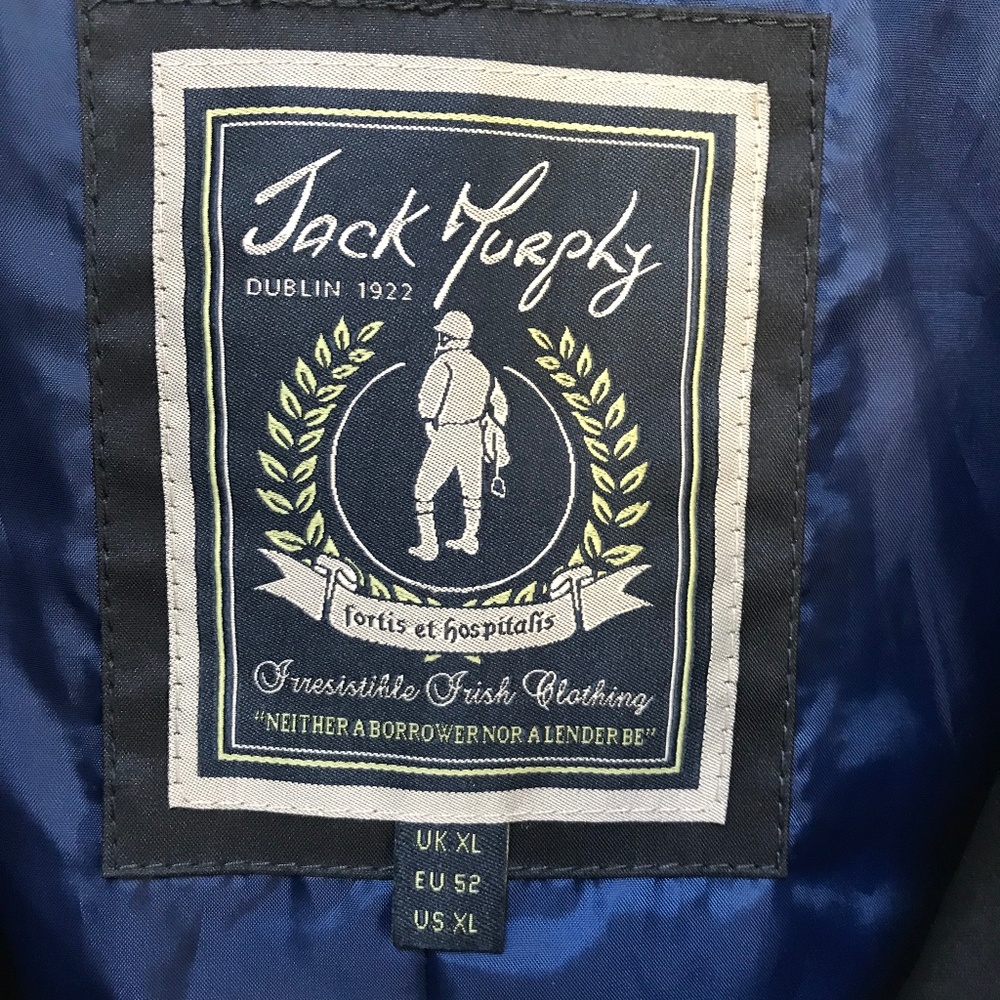 Jack Murphy
DUBLIN 1922
fortis et hospitalis
Irresistible Irish Clothing
"NEITHER A BORROWER NOR A LENDER BE"
UK XL
EU 52
US XL